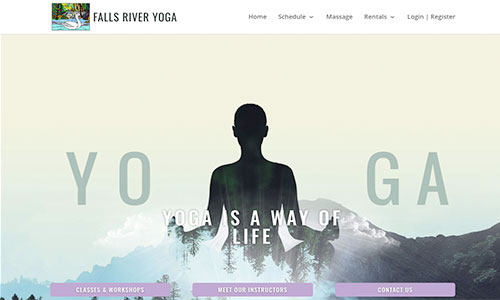 FALLS RIVER YOGA
Home Schedule Massage Rentals Login | Register
YO GA
YOGA IS A WAY OF
LIFE
CLASSES & WORKSHOPS MEET OUR INSTRUCTORS CONTACT US